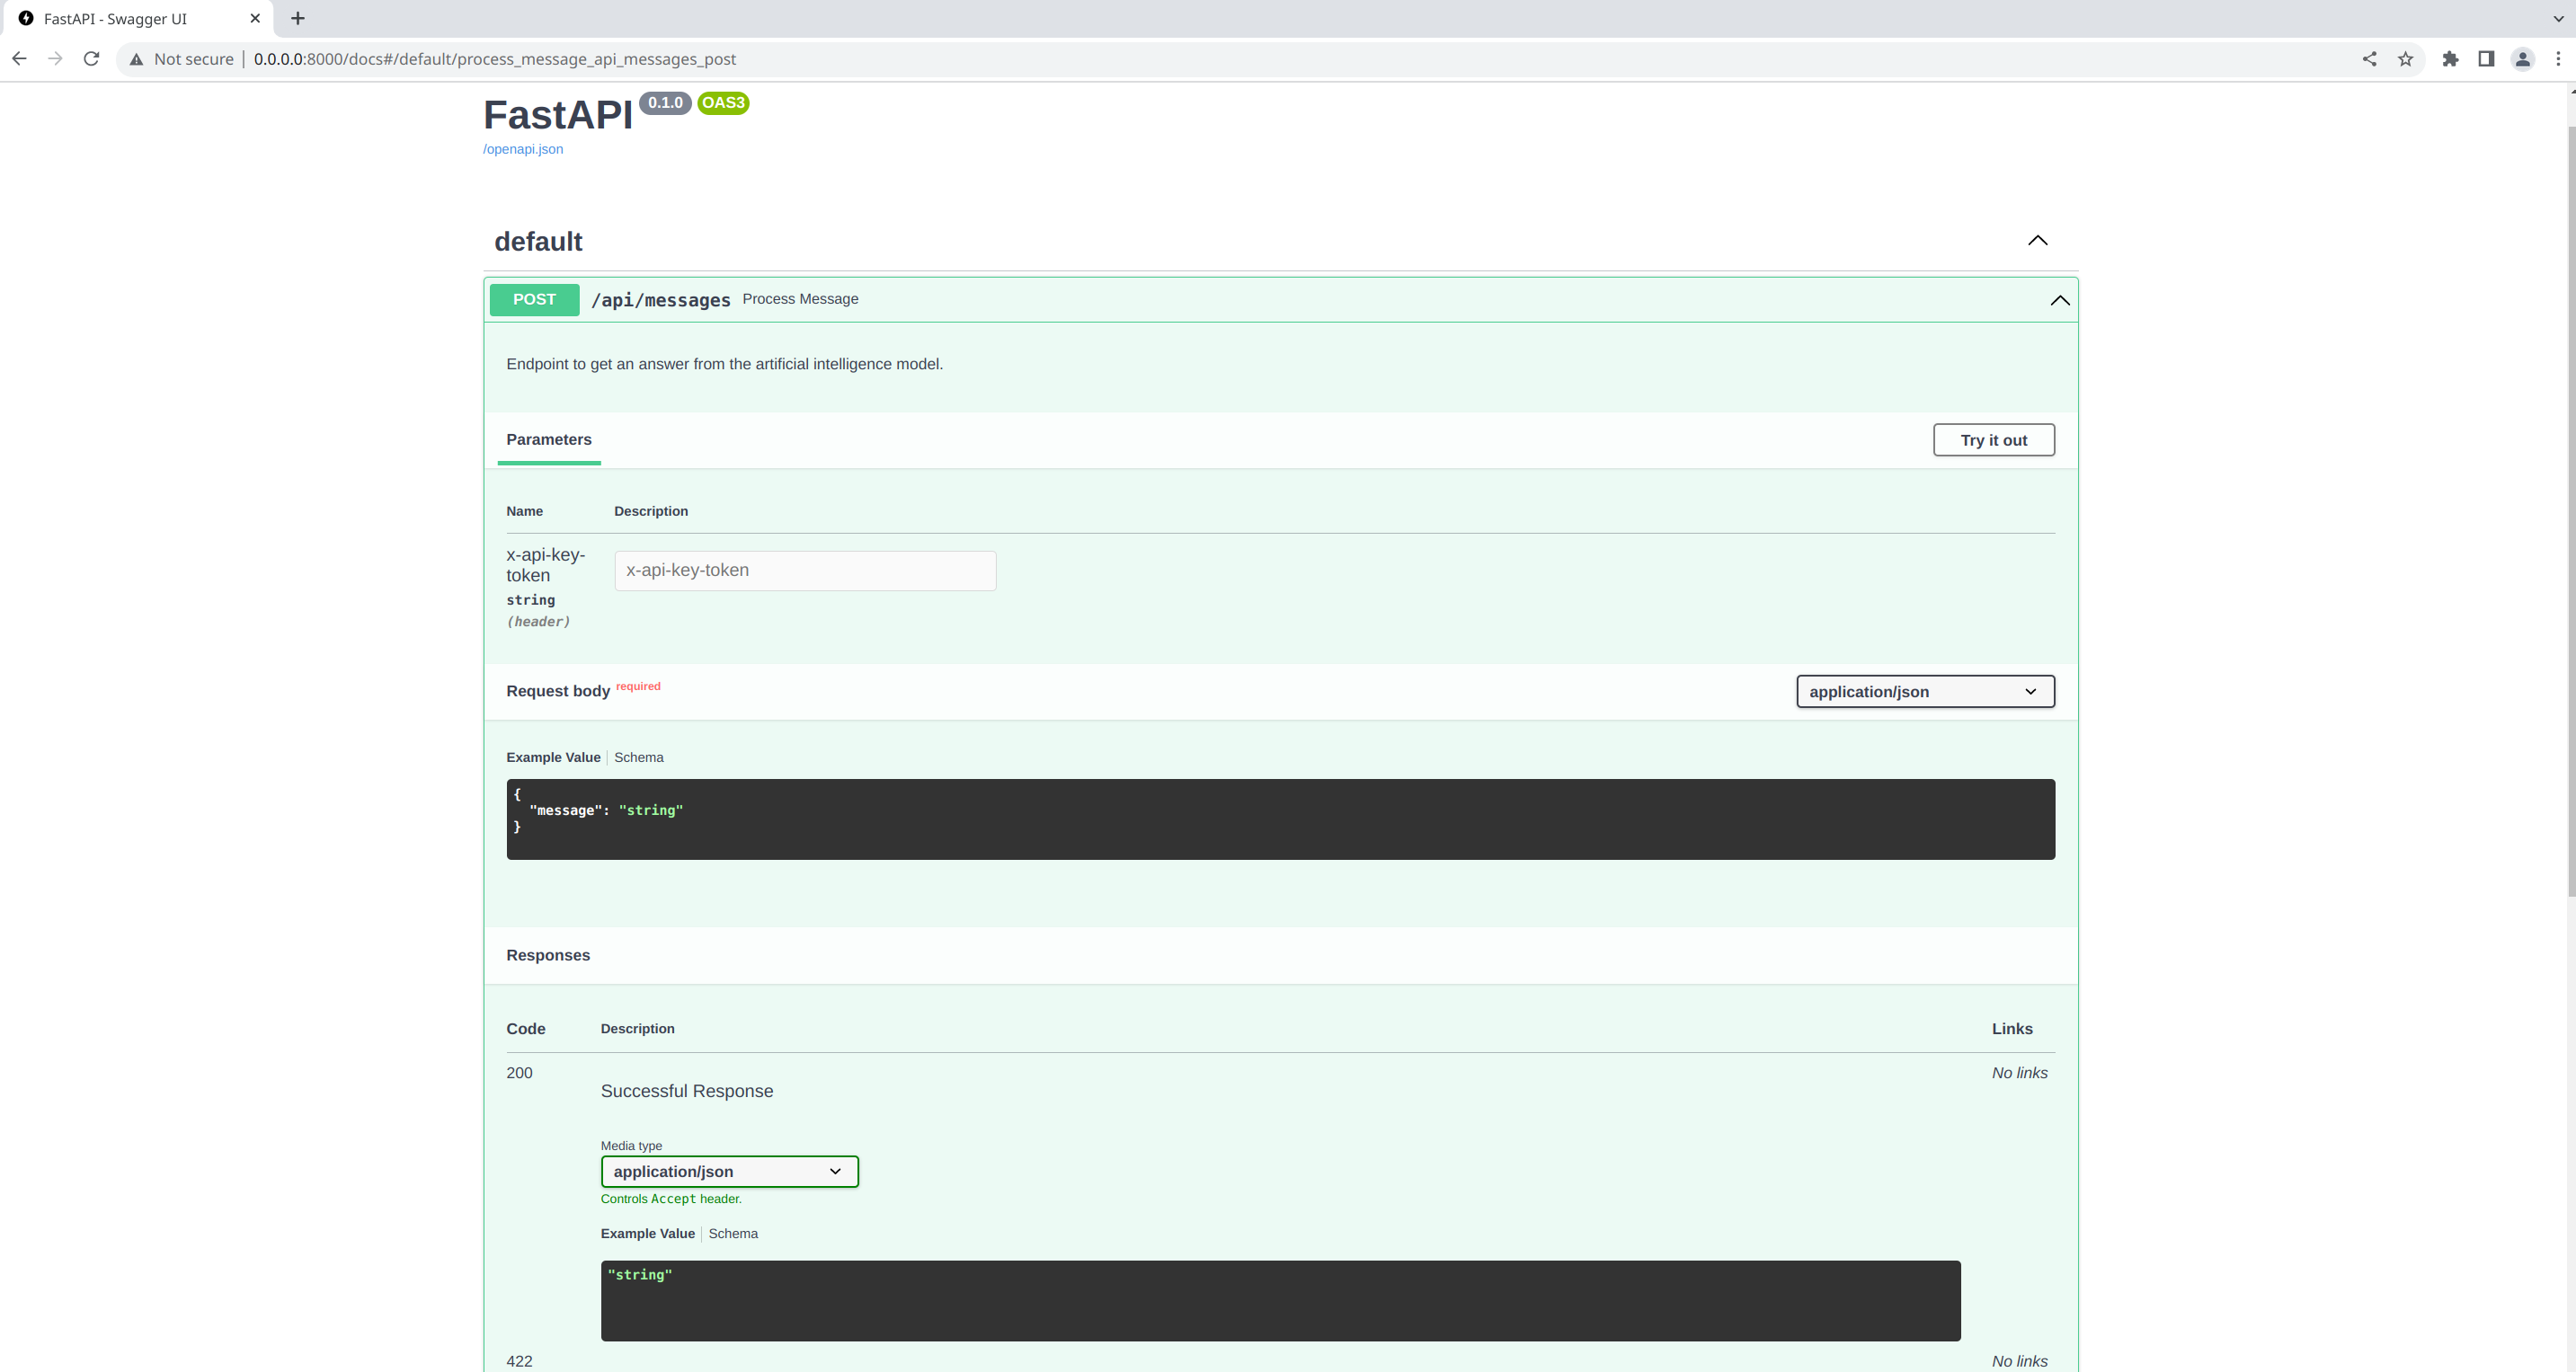 FastAPI - Swagger UI
Not secure | 0.0.0.0:8000/docs#/default/process_message_api_messages_post
FastAPI 0.1.0 OAS3
/openapi.json
default
POST /api/messages Process Message
Endpoint to get an answer from the artificial intelligence model.
Parameters
Try it out
Name Description
x-api-key-
token
string
(header)
x-api-key-token
Request body required
application/json
Example Value Schema
{
"message": "string"
}
Responses
Code Description Links
200 No links
Successful Response
Media type
application/json
Controls Accept header.
Example Value Schema
"string"
422 No links